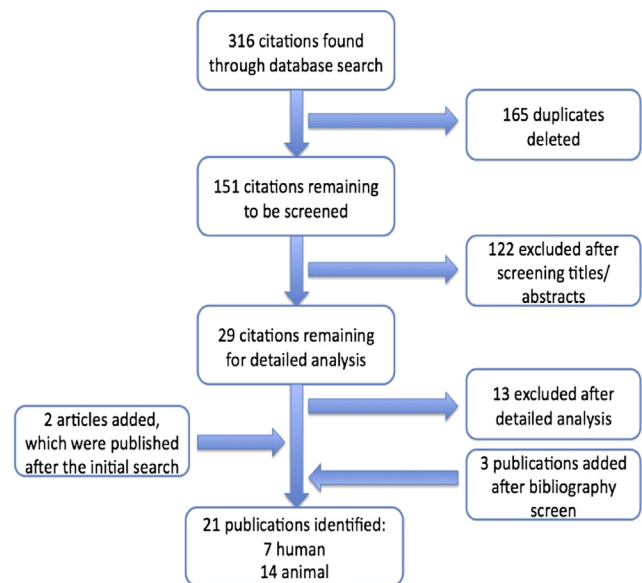 316 citations found
through database search
165 duplicates
deleted
151 citations remaining
to be screened
122 excluded after
screening titles/
abstracts
29 citations remaining
for detailed analysis
13 excluded after
detailed analysis
2 articles added,
which were published
after the initial search
3 publications added
after bibliography
screen
21 publications identified:
7 human
14 animal